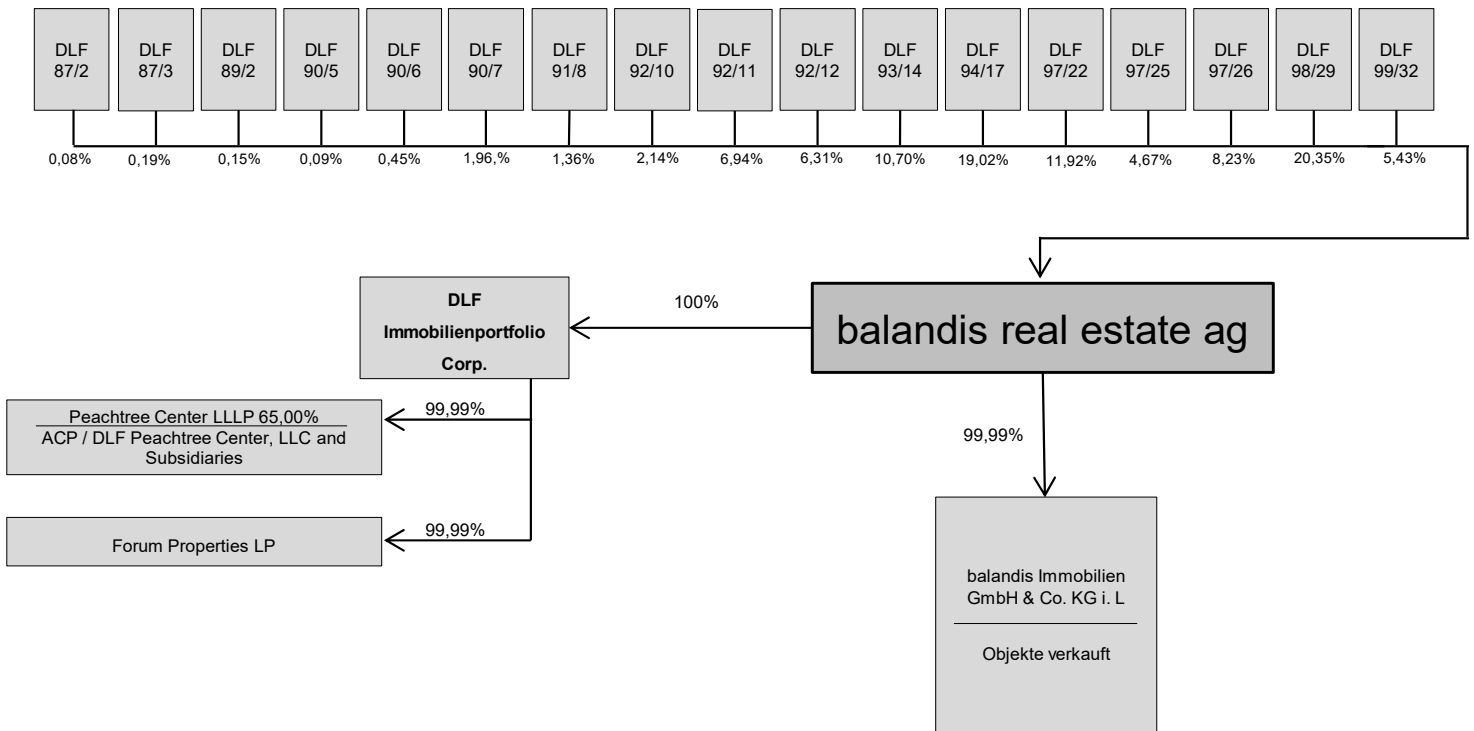 DLF
87/2
DLF
87/3
DLF
89/2
DLF
90/5
DLF
90/6
DLF
90/7
DLF
91/8
DLF
92/10
DLF
92/11
DLF
92/12
DLF
93/14
DLF
94/17
DLF
97/22
DLF
97/25
DLF
97/26
DLF
98/29
DLF
99/32
0,08%
0,19%
0,15%
0,09%
0,45%
1,96,%
1,36%
2,14%
6,94%
6,31%
10,70%
19,02%
11,92%
4,67%
8,23%
20,35%
5,43%
DLF
Immobilienportfolio
Corp.
100%
balandis real estate ag
Peachtree Center LLLP 65,00%
ACP / DLF Peachtree Center, LLC and
Subsidiaries
99,99%
99,99%
Forum Properties LP
99,99%
balandis Immobilien
GmbH & Co. KG i. L
Objekte verkauft